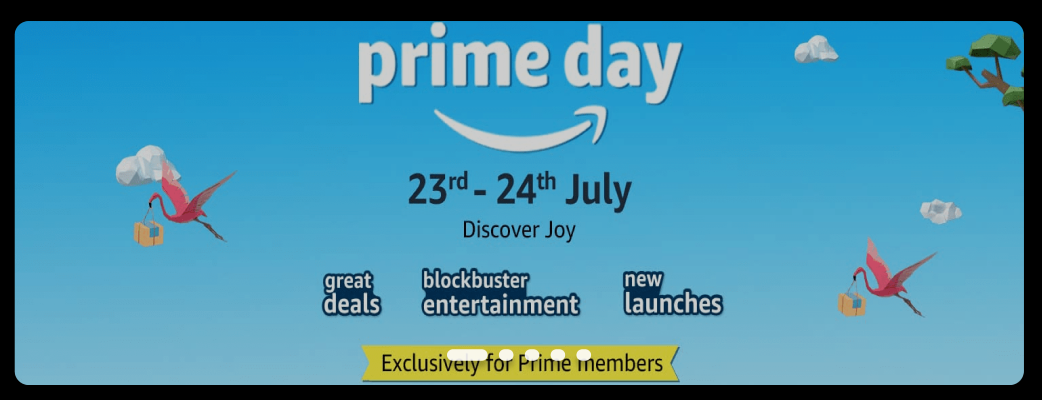 prime day
23rd - 24th July
Discover Joy
great deals
blockbuster entertainment
new launches
Exclusively for Prime members